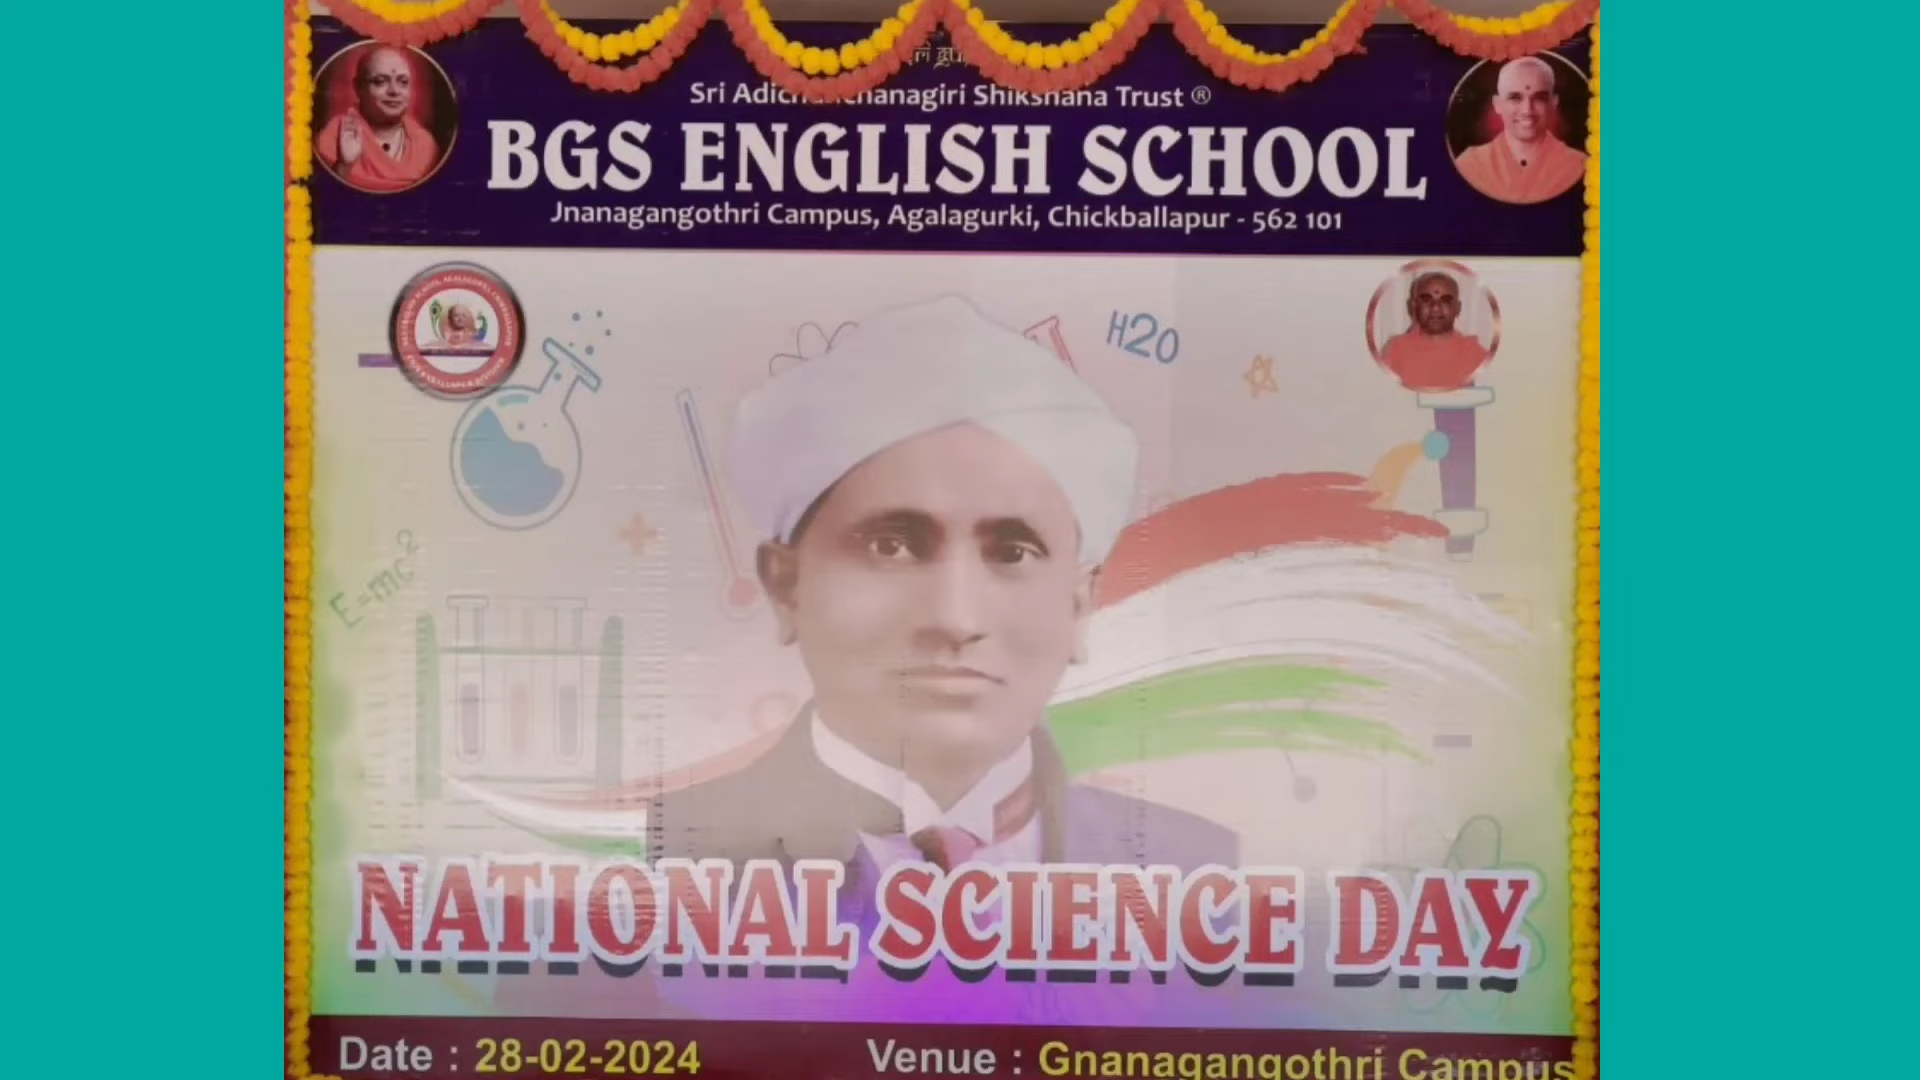 Sri Shikshana Trust ®
BGS ENGLISH SCHOOL
Jnanagangothri Campus, Agalagurki, Chickballapur - 562 101
H2O
E=mc²
NATIONAL SCIENCE DAY
Date : 28-02-2024
Venue : Gnanagangothri Campus